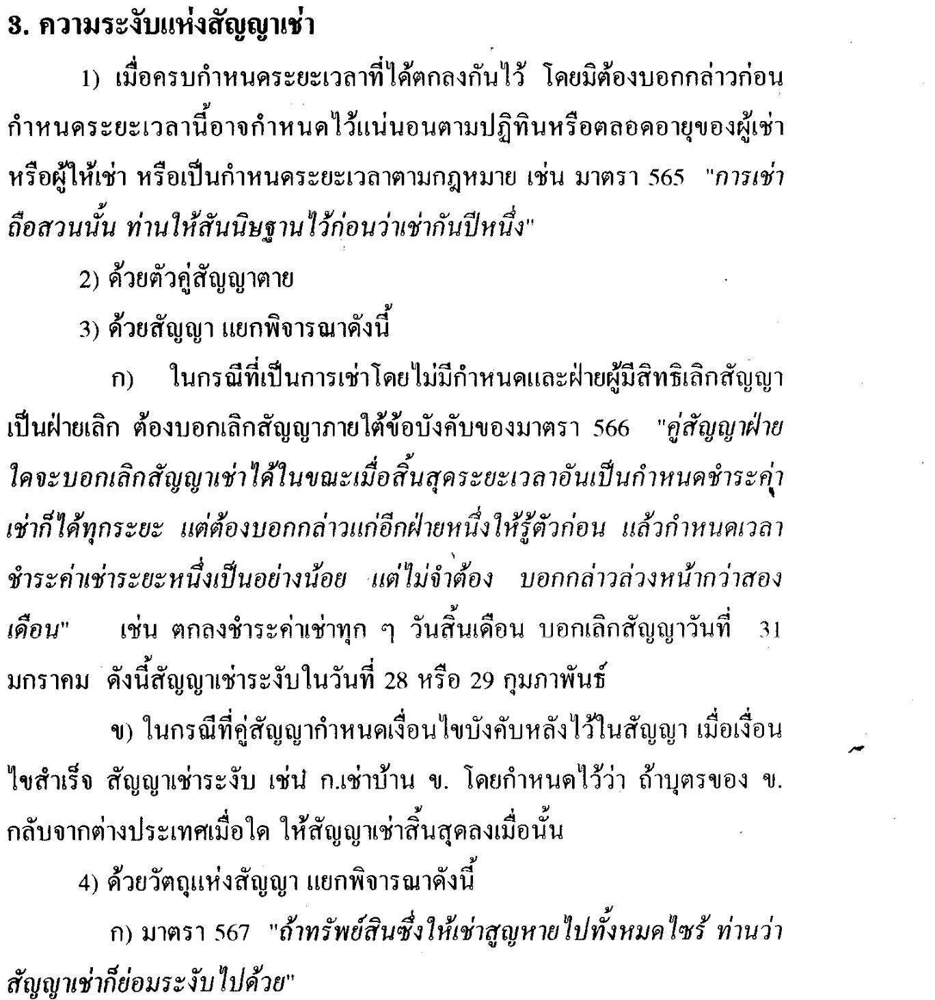 3. ความระงับแห่งสัญญาเช่า
1) เมื่อครบกำหนดระยะเวลาที่ได้ตกลงกันไว้ โดยมิต้องบอกกล่าวก่อน
กำหนดระยะเวลานี้อาจกำหนดไว้แน่นอนตามปฏิทินหรือตลอดอายุของผู้เช่า
หรือผู้ให้เช่า หรือเป็นกำหนดระยะเวลาตามกฎหมาย เช่น มาตรา 565 "การเช่า
ถือสวนนั้น ท่านให้สันนิษฐานไว้ก่อนว่าเช่ากันปีหนึ่ง"
2) ด้วยตัวคู่สัญญาตาย
3) ด้วยสัญญา แยกพิจารณาดังนี้
ก) ในกรณีที่เป็นการเช่าโดยไม่มีกำหนดและฝ่ายผู้มีสิทธิเลิกสัญญา
เป็นฝ่ายเลิก ต้องบอกเลิกสัญญาภายใต้ข้อบังคับของมาตรา 566 "คู่สัญญาฝ่าย
ใดจะบอกเลิกสัญญาเช่าได้ในขณะเมื่อสิ้นสุดระยะเวลาอันเป็นกำหนดชำระค่า
เช่าก็ได้ทุกระยะ แต่ต้องบอกกล่าวแก่อีกฝ่ายหนึ่งให้รู้ตัวก่อน แล้วกำหนดเวลา
ชำระค่าเช่าระยะหนึ่งเป็นอย่างน้อย แต่ไม่จำต้อง บอกกล่าวล่วงหน้ากว่าสอง
เดือน" เช่น ตกลงชำระค่าเช่าทุก ๆ วันสิ้นเดือน บอกเลิกสัญญาวันที่ 31
มกราคม ดังนี้สัญญาเช่าระงับในวันที่ 28 หรือ 29 กุมภาพันธ์
ข) ในกรณีที่คู่สัญญากำหนดเงื่อนไขบังคับหลังไว้ในสัญญา เมื่อเงื่อน
ไขสำเร็จ สัญญาเช่าระงับ เช่น ก.เช่าบ้าน ข. โดยกำหนดไว้ว่า ถ้าบุตรของ ข.
กลับจากต่างประเทศเมื่อใด ให้สัญญาเช่าสิ้นสุดลงเมื่อนั้น
4) ด้วยวัตถุแห่งสัญญา แยกพิจารณาดังนี้
ก) มาตรา 567 "ถ้าทรัพย์สินซึ่งให้เช่าสูญหายไปทั้งหมดไซร้ ท่านว่า
สัญญาเช่าก็ย่อมระงับไปด้วย"